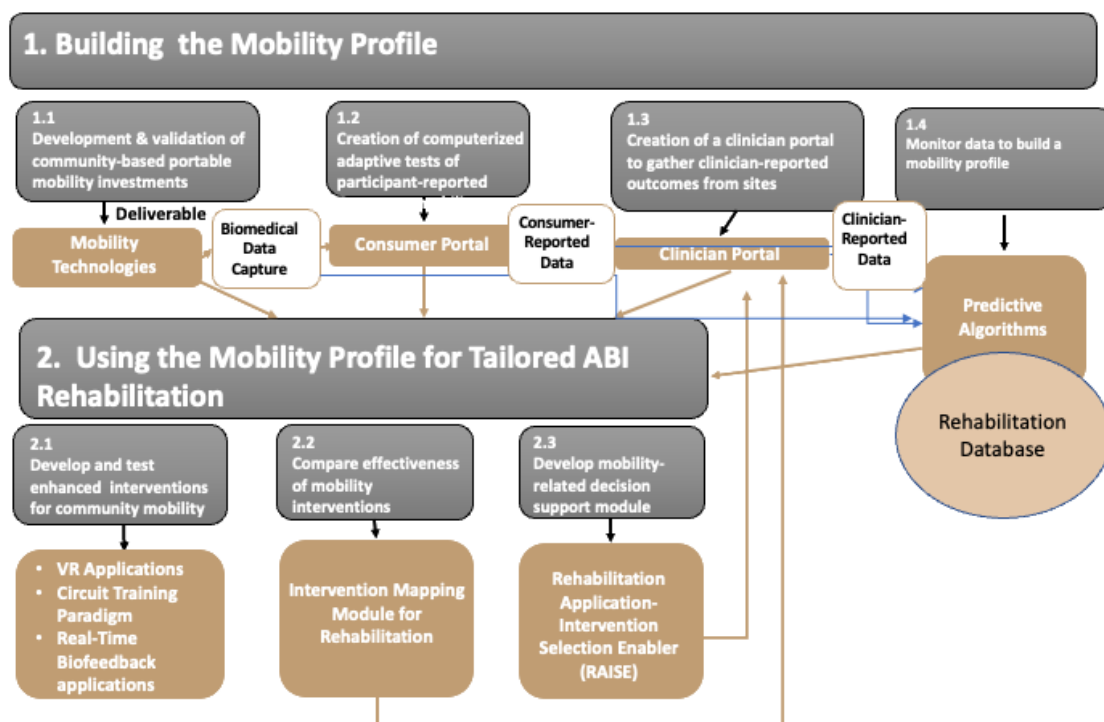 1. Building  the Mobility Profile
1.1
Development & validation of
community-based portable
mobility investments
1.2
Creation of computerized
adaptive tests of
participant-reported
1.3
Creation of a clinician portal
to gather clinician-reported
outcomes from sites
1.4
Monitor data to build a
mobility profile
Deliverable
Mobility
Technologies
Biomedical
Data
Capture
Consumer Portal
Consumer-
Reported
Data
Clinician Portal
Clinician-
Reported
Data
Predictive
Algorithms
Rehabilitation
Database
2.  Using the Mobility Profile for Tailored ABI
Rehabilitation
2.1
Develop and test
enhanced  interventions
for community mobility
2.2
Compare effectiveness
of mobility
interventions
2.3
Develop mobility-
related decision
support module
• VR Applications
• Circuit Training
Paradigm
• Real-Time
Biofeedback
applications
Intervention Mapping
Module for
Rehabilitation
Rehabilitation
Application-
Intervention
Selection Enabler
(RAISE)